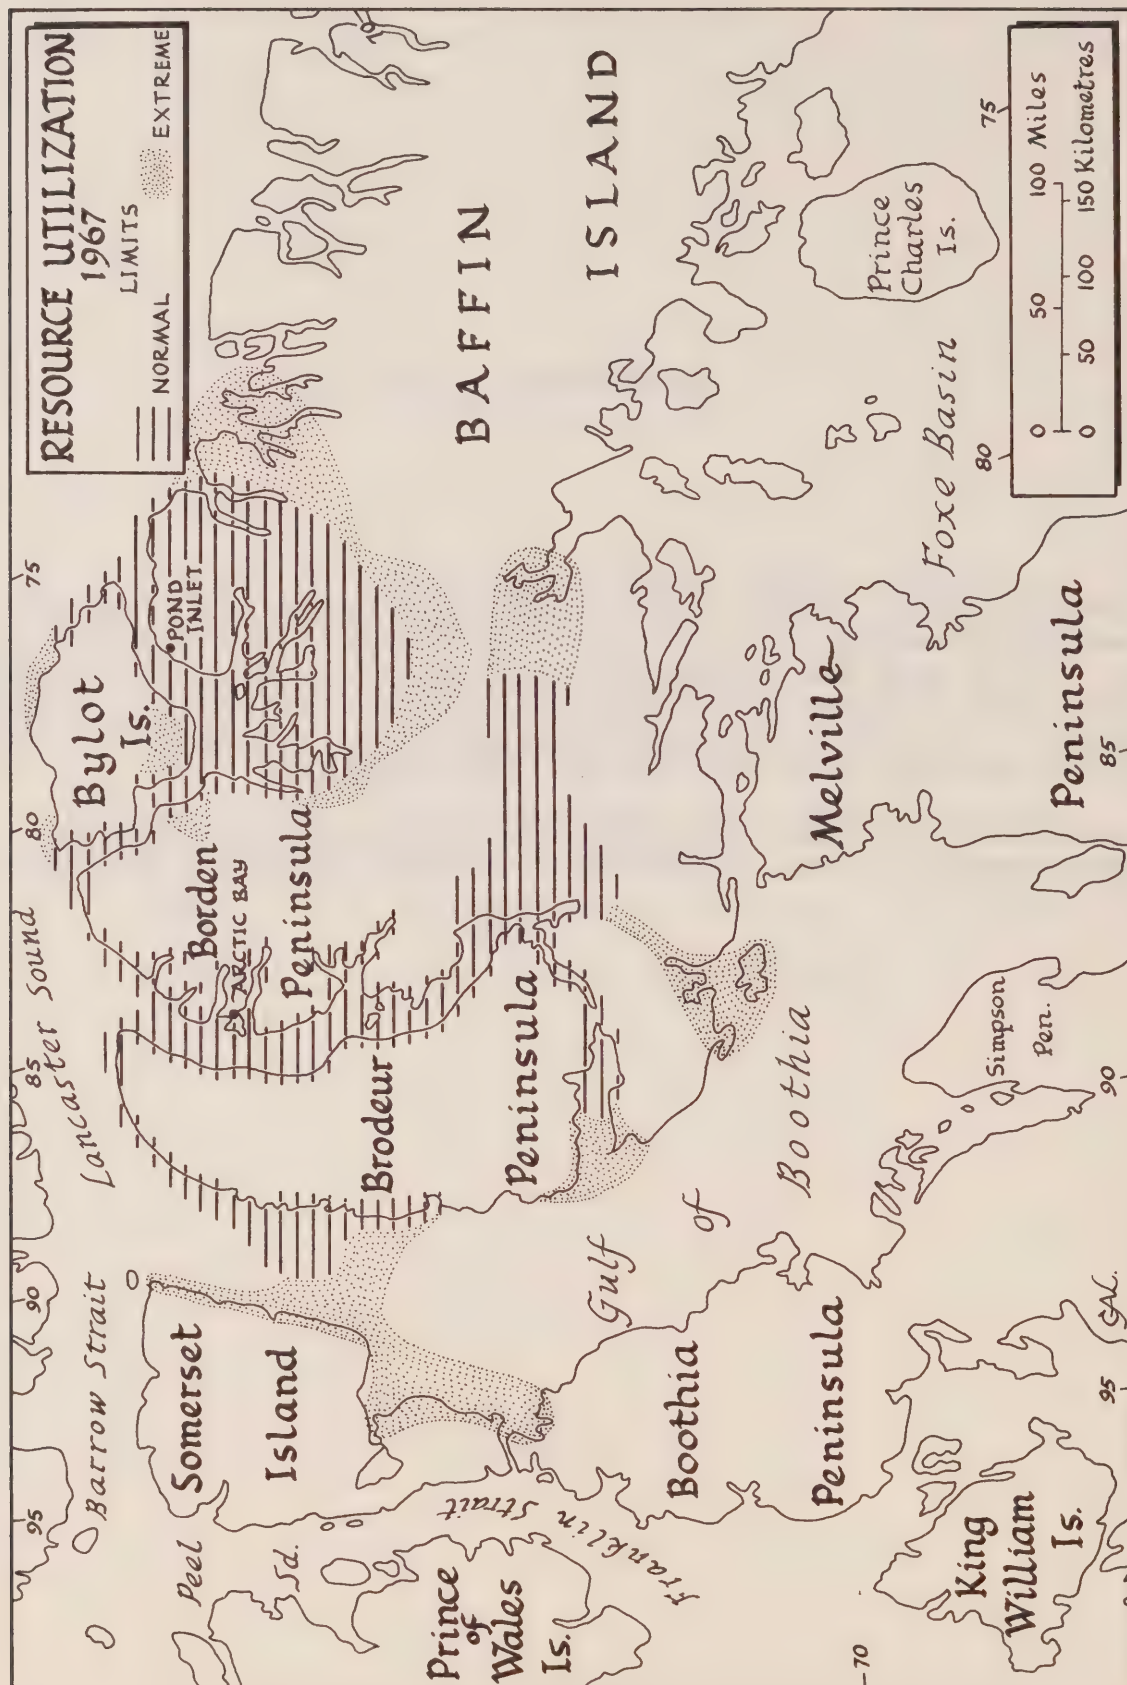 RESOURCE UTILIZATION
1967
LIMITS
NORMAL
EXTREME
75
80
85
90
95
Lancaster Sound
Barrow Strait
Bylot
Is.
POND
INLET
Borden
ARCTIC BAY
Peninsula
Brodeur
Peninsula
BAFFIN
ISLAND
Somerset
Island
Peel
Sd.
Prince
of
Wales
Is.
Franklin Strait
Gulf
of
Boothia
Boothia
Peninsula
King
William
Is.
Simpson
Pen.
Melville
Peninsula
Foxe Basin
Prince
Charles
Is.
75
80
85
90
95
70
GAL.
0 50 100 Miles
0 50 100 150 Kilometres